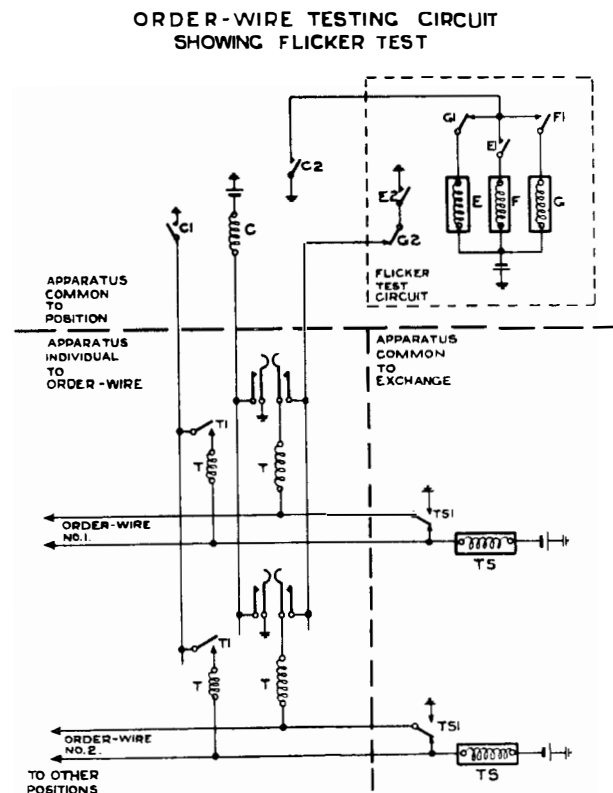 ORDER-WIRE TESTING CIRCUIT
SHOWING FLICKER TEST
G1
F1
E1
C2
E2
E
F
G
C1
C
G2
FLICKER
TEST
CIRCUIT
APPARATUS
COMMON
TO
POSITION
APPARATUS
INDIVIDUAL
TO
ORDER-WIRE
APPARATUS
COMMON
TO
EXCHANGE
T1
T
T
TS1
ORDER-WIRE
NO.1.
TS
T1
T
T
TS1
ORDER-WIRE
NO.2.
TS
TO OTHER
POSITIONS